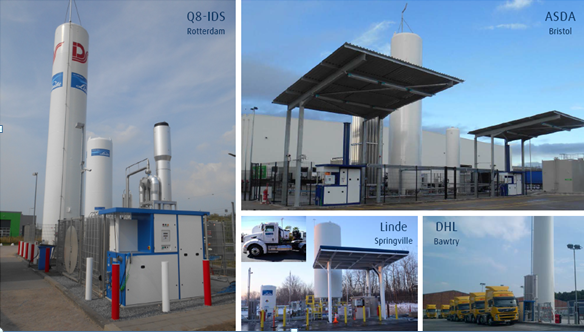 Q8-IDS
Rotterdam
ASDA
Bristol
Linde
Springville
DHL
Bawtry